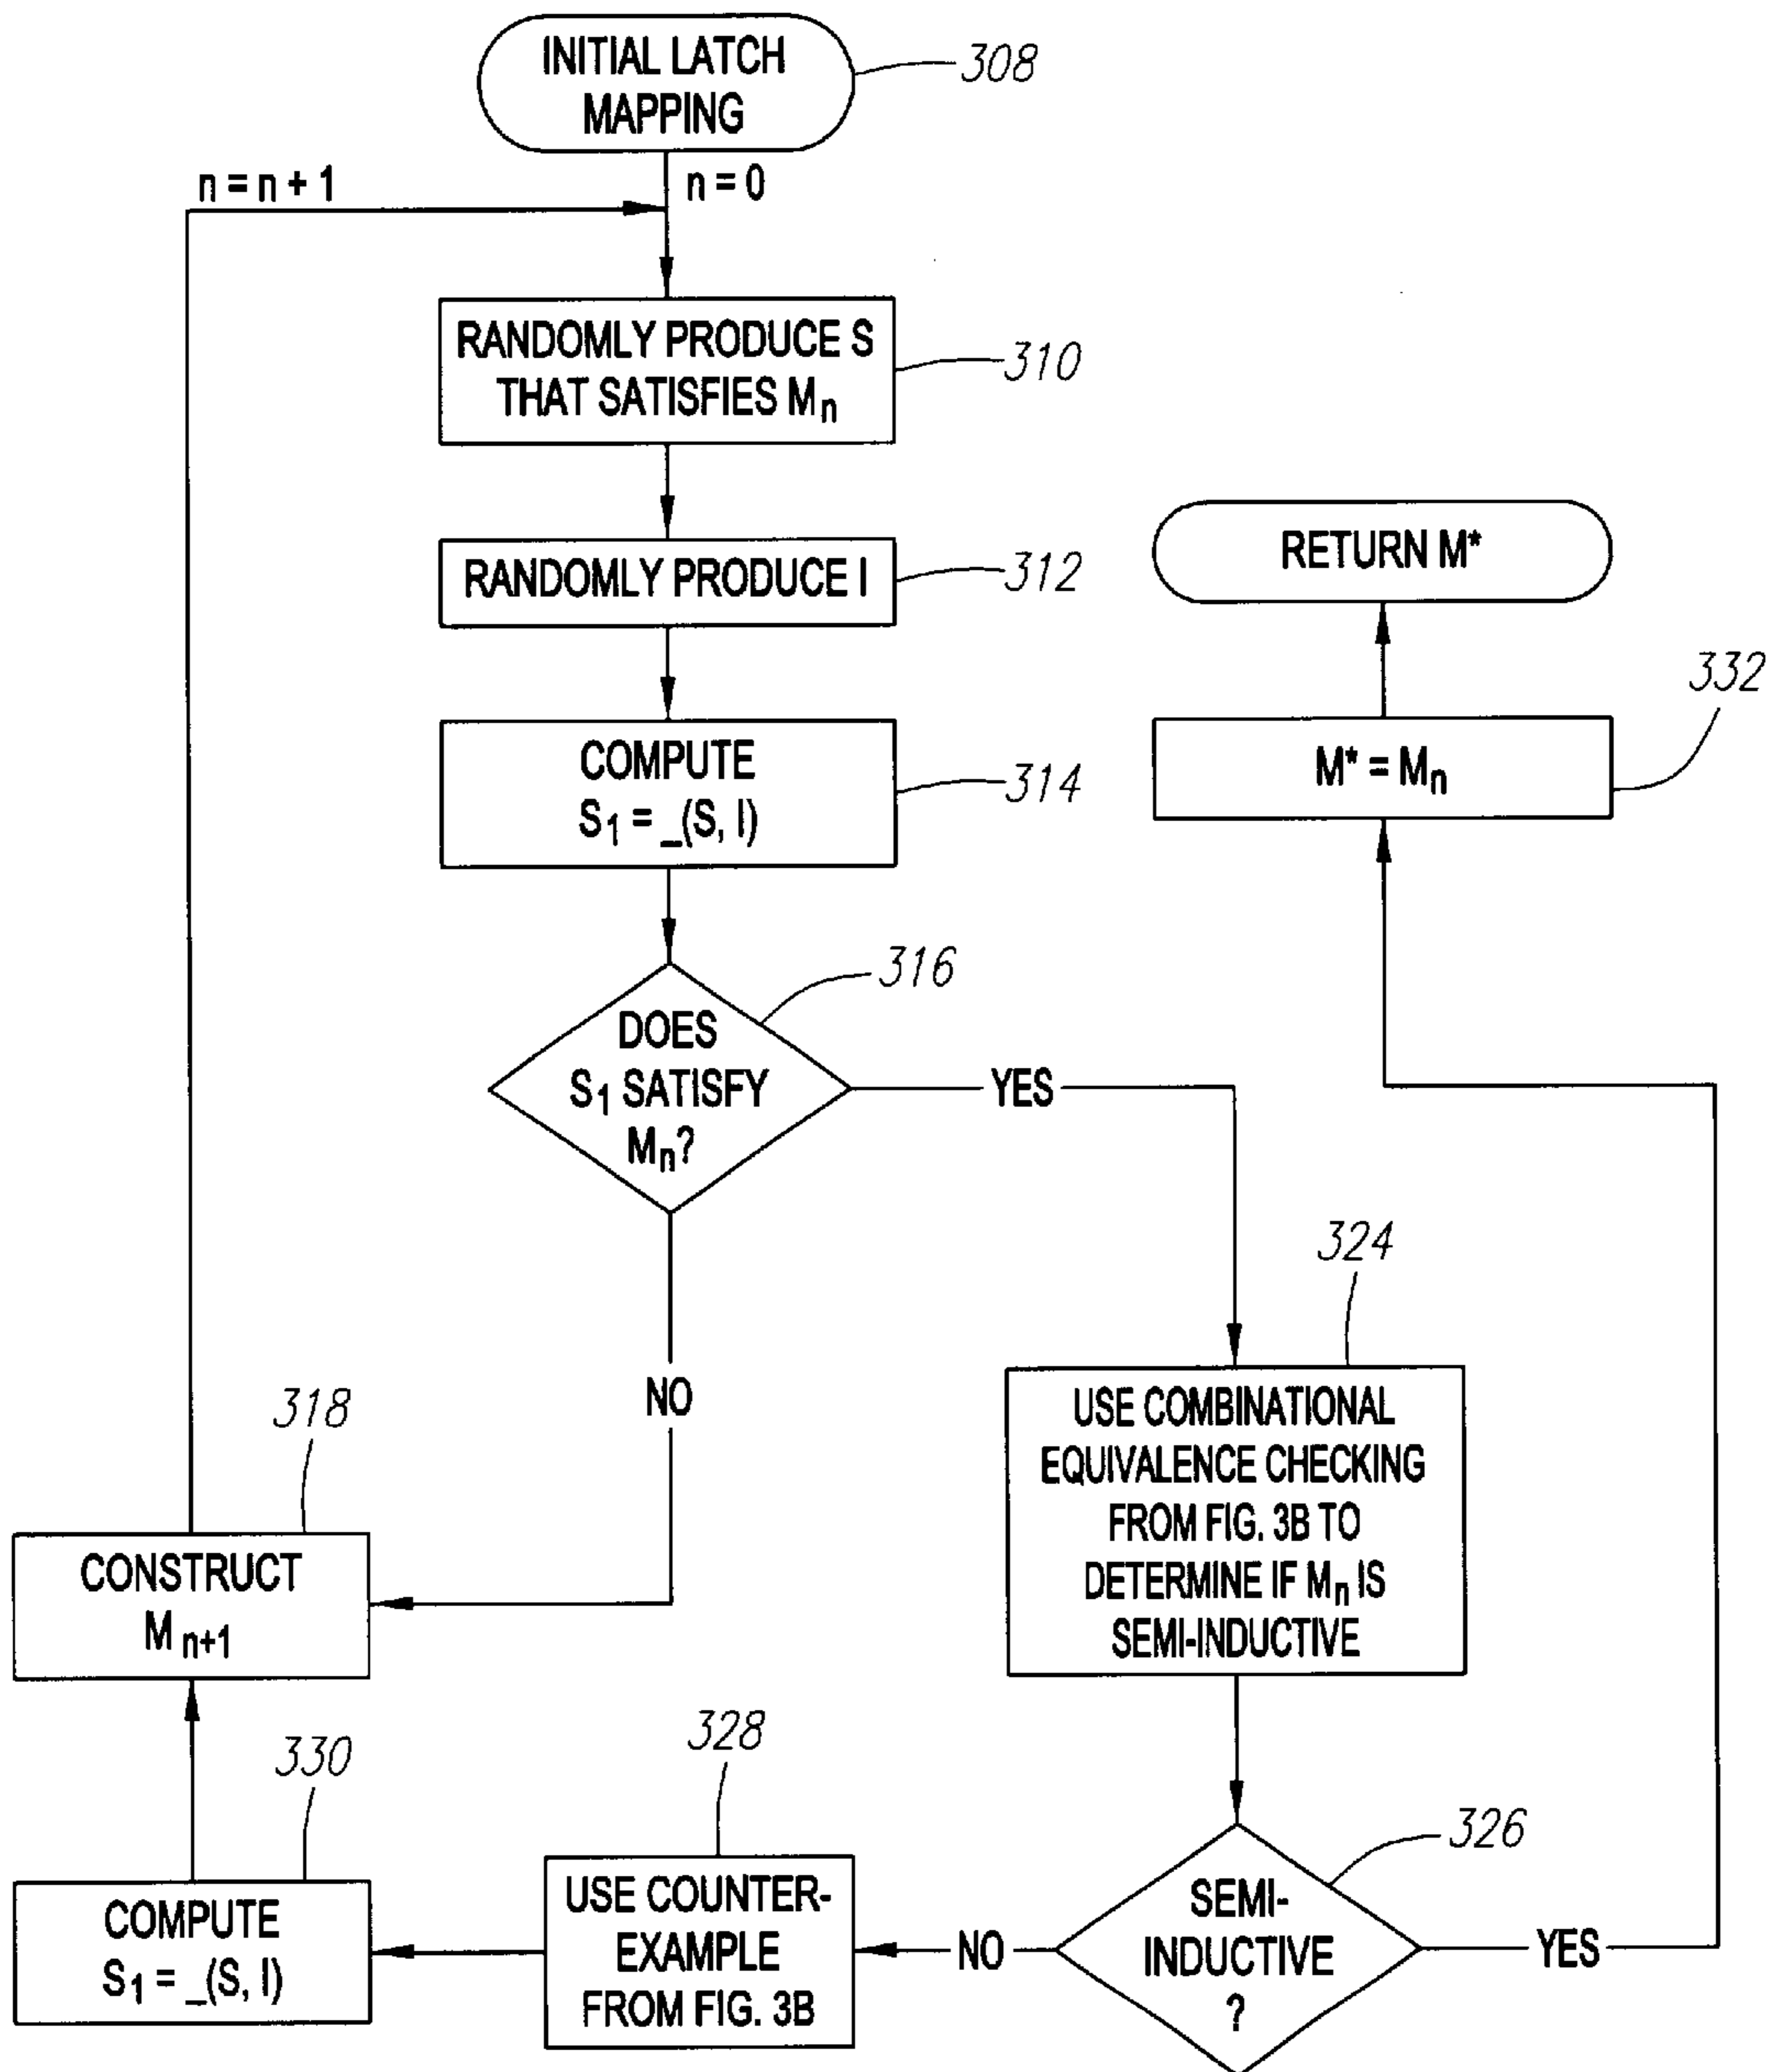 INITIAL LATCH
MAPPING
308
n = n + 1
n = 0
RANDOMLY PRODUCE S
THAT SATISFIES Mn
310
RANDOMLY PRODUCE I
312
COMPUTE
S1 = _(S, I)
314
DOES
S1 SATISFY
Mn?
316
YES
NO
RETURN M*
M* = Mn
332
324
USE COMBINATIONAL
EQUIVALENCE CHECKING
FROM FIG. 3B TO
DETERMINE IF Mn IS
SEMI-INDUCTIVE
318
CONSTRUCT
Mn+1
326
SEMI-
INDUCTIVE
?
YES
NO
328
USE COUNTER-
EXAMPLE
FROM FIG. 3B
330
COMPUTE
S1 = _(S, I)